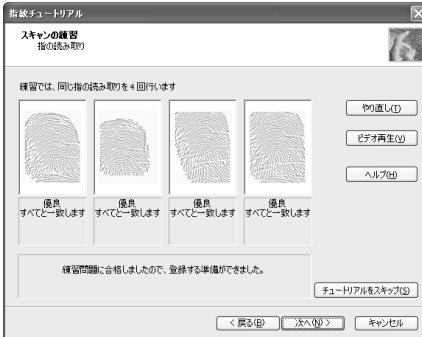 指紋チュートリアル
スキャンの練習
指の読み取り
練習では、同じ指の読み取りを4回行います
やり直し(T)
ビデオ再生(V)
ヘルプ(H)
優良 優良 優良 優良
すべてと一致します すべてと一致します すべてと一致します すべてと一致します
練習問題に合格しましたので、登録する準備ができました。
チュートリアルをスキップ(S)
< 戻る(B) 次へ(N) > キャンセル